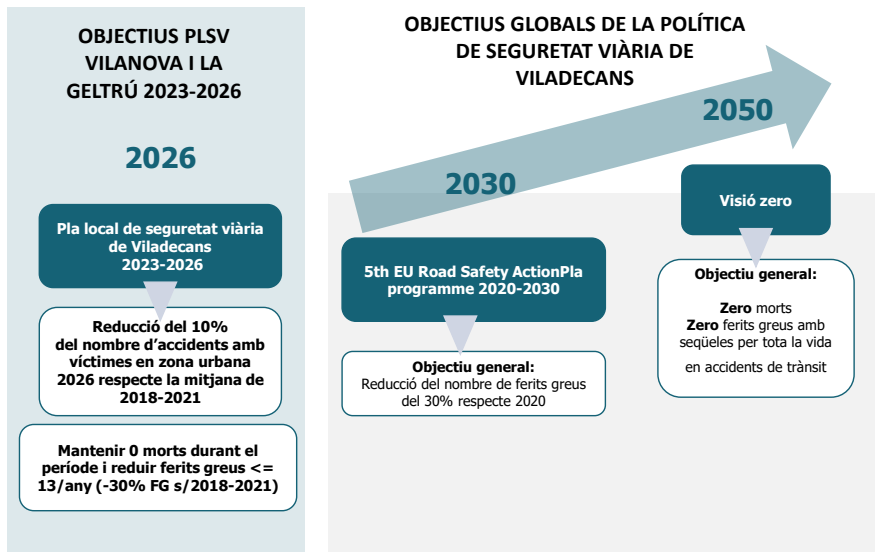 OBJECTIUS PLSV
VILANOVA I LA
GELTRÚ 2023-2026
2026
Pla local de seguretat viària
de Viladecans
2023-2026
Reducció del 10%
del nombre d'accidents amb
víctimes en zona urbana
2026 respecte la mitjana de
2018-2021
Mantenir 0 morts durant el
període i reduir ferits greus <=
13/any (-30% FG s/2018-2021)
OBJECTIUS GLOBALS DE LA POLÍTICA
DE SEGURETAT VIÀRIA DE
VILADECANS
2030
2050
5th EU Road Safety ActionPla
programme 2020-2030
Objectiu general:
Reducció del nombre de ferits greus
del 30% respecte 2020
Visió zero
Objectiu general:
Zero morts
Zero ferits greus amb
seqüeles per tota la vida
en accidents de trànsit